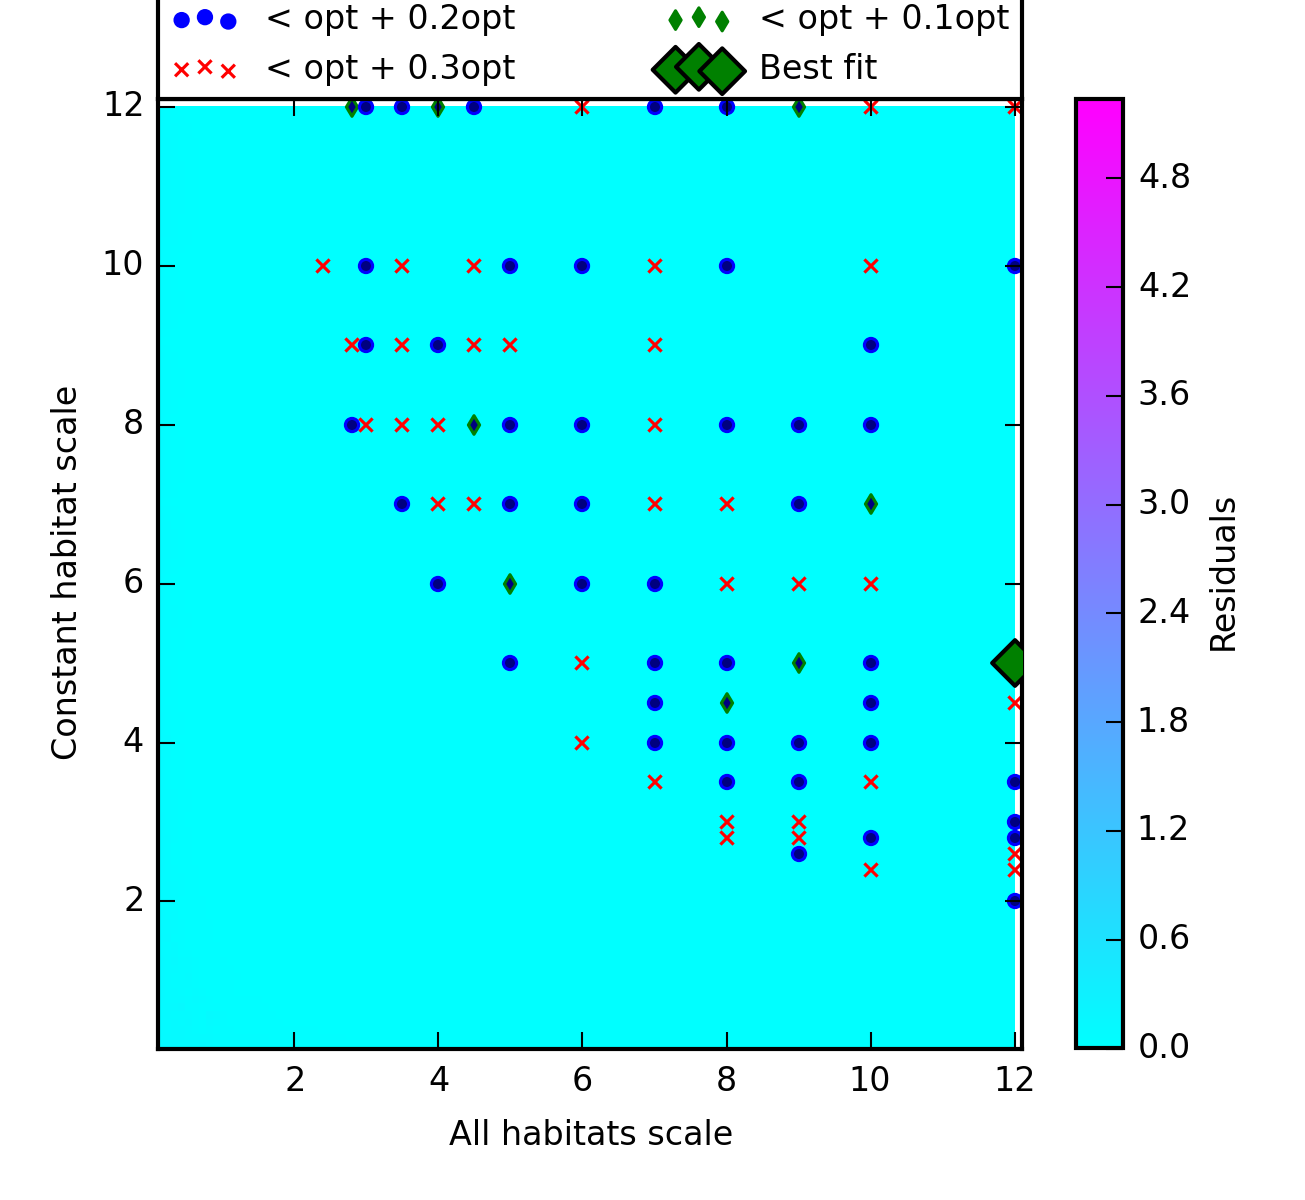 < opt + 0.2opt
< opt + 0.1opt
< opt + 0.3opt
Best fit
12
10
8
6
4
2
Constant habitat scale
2 4 6 8 10 12
All habitats scale
4.8
4.2
3.6
3.0
2.4
1.8
1.2
0.6
0.0
Residuals